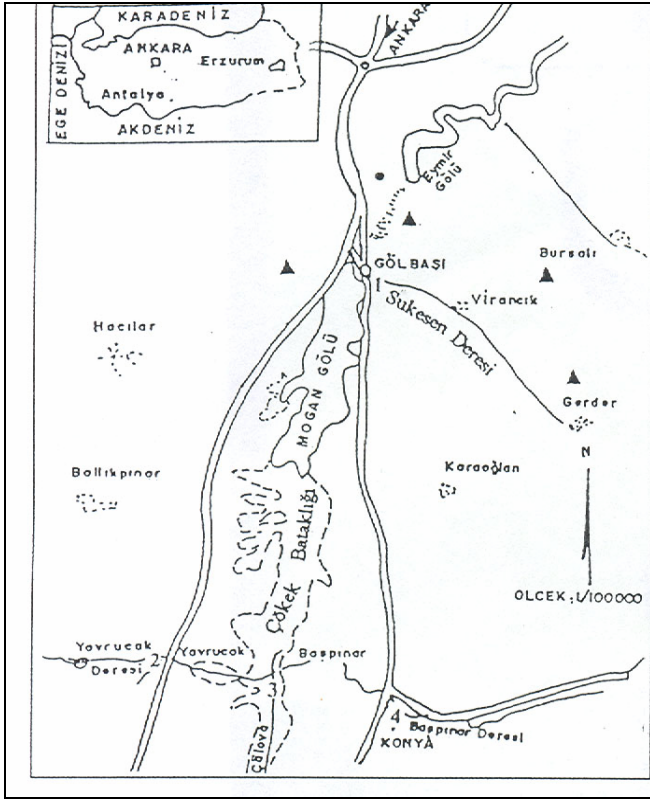 KARADENİZ
ANKARA
Erzurum
Antalya
EGE DENİZİ
AKDENİZ
ANKARA
Eymir
Gölü
GÖLBAŞI
1
Bursalı
Virancık
Sukesen Deresi
Hacılar
MOGAN GÖLÜ
Gerder
N
Ballıkpınar
Karaoğlan
Çökek Bataklığı
ÖLCEK;1/100000
Yavrucak
Deresi
2
Yavrucak
Başpınar
3
Çölova
4
Başpınar Deresi
KONYA